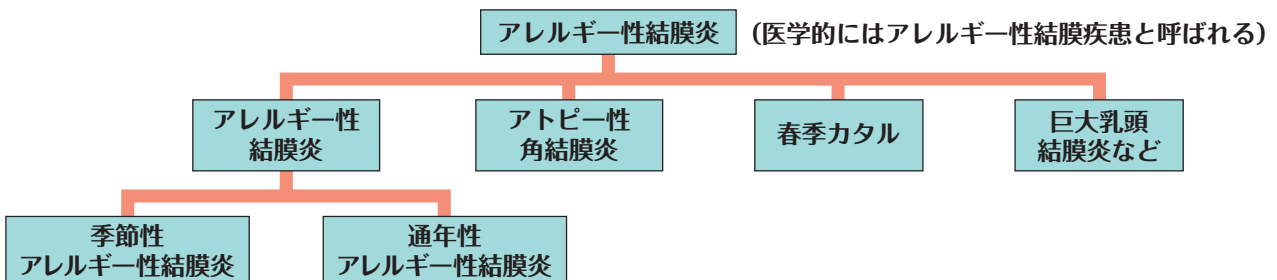 アレルギー性結膜炎 (医学的にはアレルギー性結膜疾患と呼ばれる)
アレルギー性
結膜炎
アトピー性
角結膜炎
春季カタル
巨大乳頭
結膜炎など
季節性
アレルギー性結膜炎
通年性
アレルギー性結膜炎